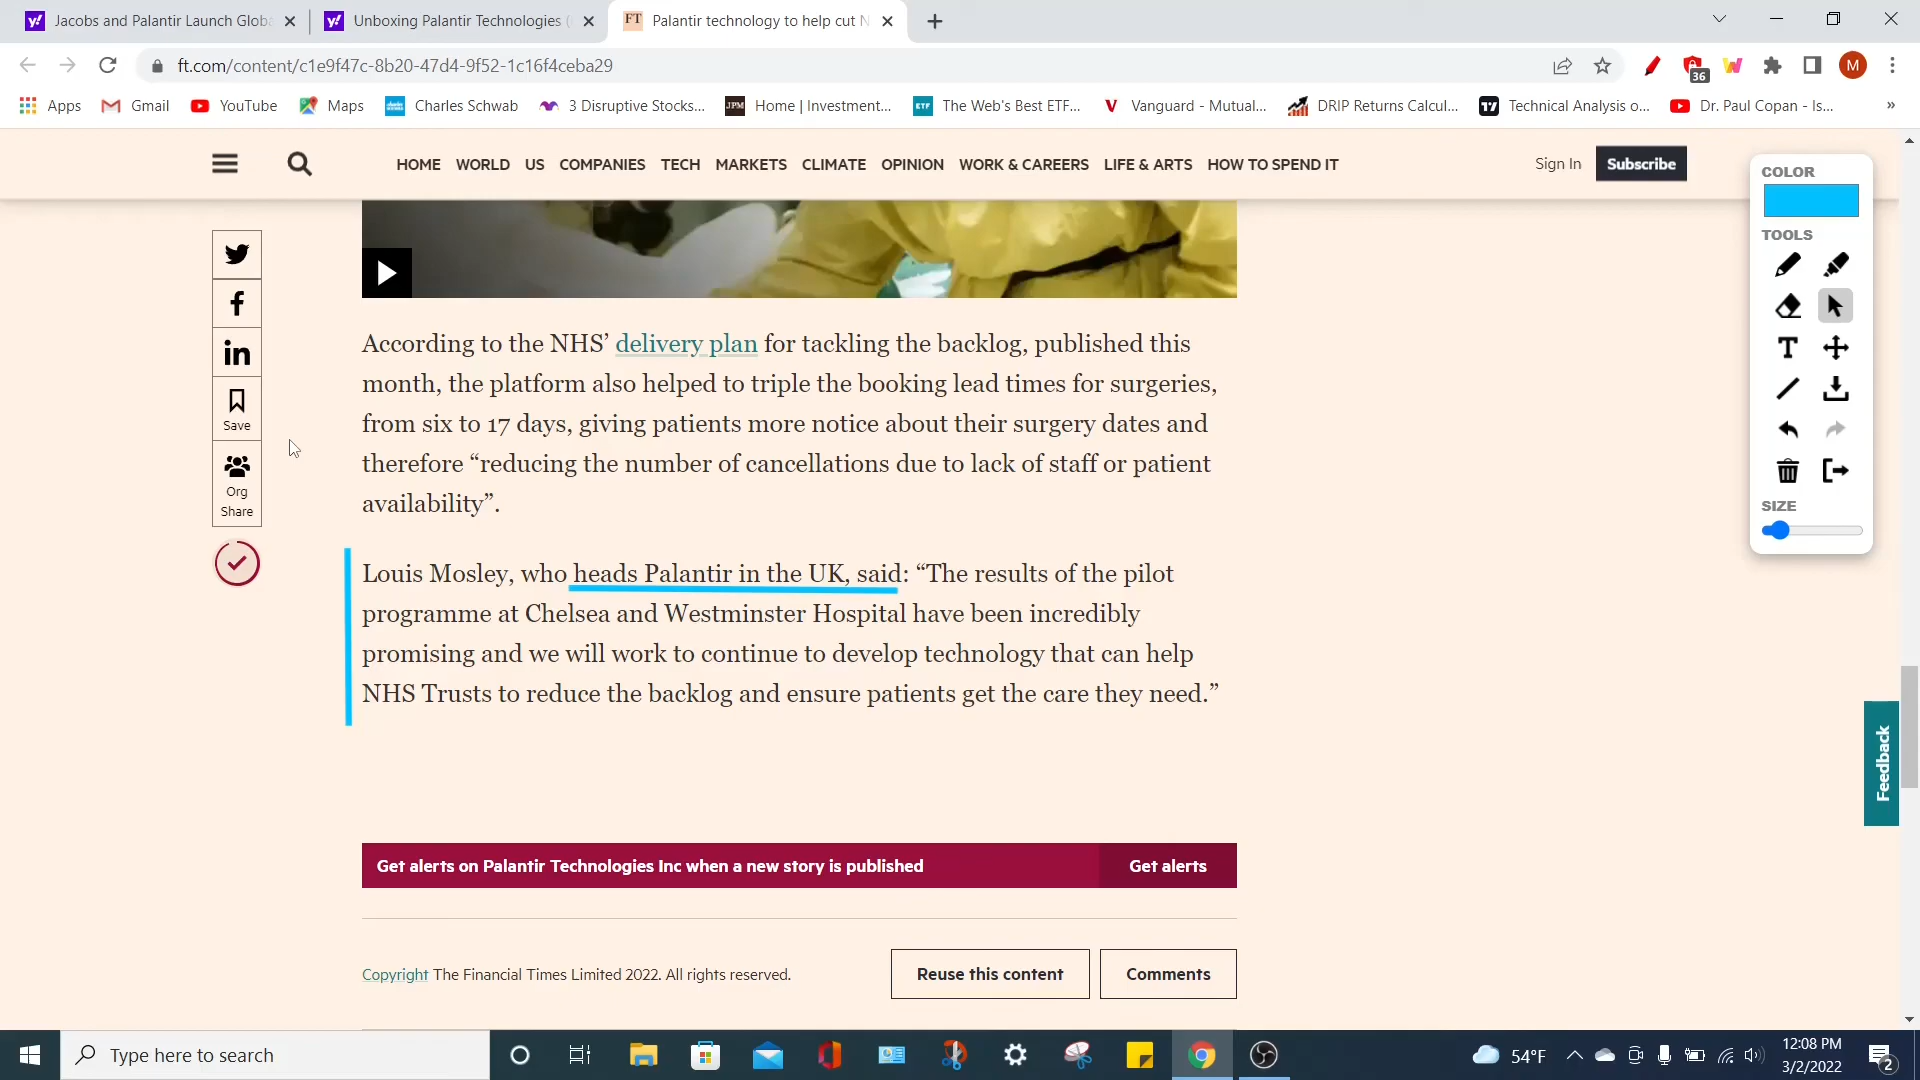 Jacobs and Palantir Launch Globa
Unboxing Palantir Technologies (
FT
Palantir technology to help cut N
ft.com/content/c1e9f47c-8b20-47d4-9f52-1c16f4ceba29
36
M
Apps
Gmail
YouTube
Maps
Charles Schwab
3 Disruptive Stocks...
JPM
Home | Investment...
ETF
The Web's Best ETF...
V
Vanguard - Mutual...
DRIP Returns Calcul...
Technical Analysis o...
Dr. Paul Copan - Is...
»
HOME
WORLD
US
COMPANIES
TECH
MARKETS
CLIMATE
OPINION
WORK & CAREERS
LIFE & ARTS
HOW TO SPEND IT
Sign In
Subscribe
COLOR
TOOLS
T
SIZE
Save
Org
Share
According to the NHS’ delivery plan for tackling the backlog, published this
month, the platform also helped to triple the booking lead times for surgeries,
from six to 17 days, giving patients more notice about their surgery dates and
therefore “reducing the number of cancellations due to lack of staff or patient
availability”.
Louis Mosley, who heads Palantir in the UK, said: “The results of the pilot
programme at Chelsea and Westminster Hospital have been incredibly
promising and we will work to continue to develop technology that can help
NHS Trusts to reduce the backlog and ensure patients get the care they need.”
Feedback
Get alerts on Palantir Technologies Inc when a new story is published
Get alerts
Copyright The Financial Times Limited 2022. All rights reserved.
Reuse this content
Comments
Type here to search
54°F
12:08 PM
3/2/2022
2